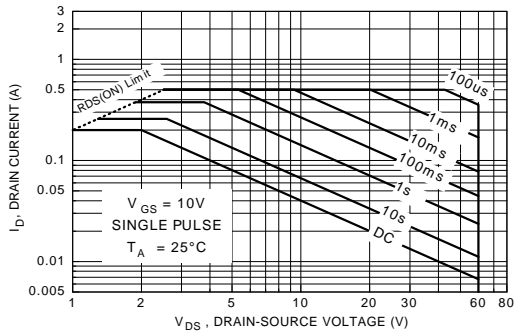 3
1
0.5
0.1
0.05
0.01
0.005
I D, DRAIN CURRENT (A)
RDS(ON) Limit
100us
1ms
10ms
100ms
1s
10s
DC
V GS = 10V
SINGLE PULSE
T A = 25°C
1 2 5 10 20 30 60 80
V DS , DRAIN-SOURCE VOLTAGE (V)